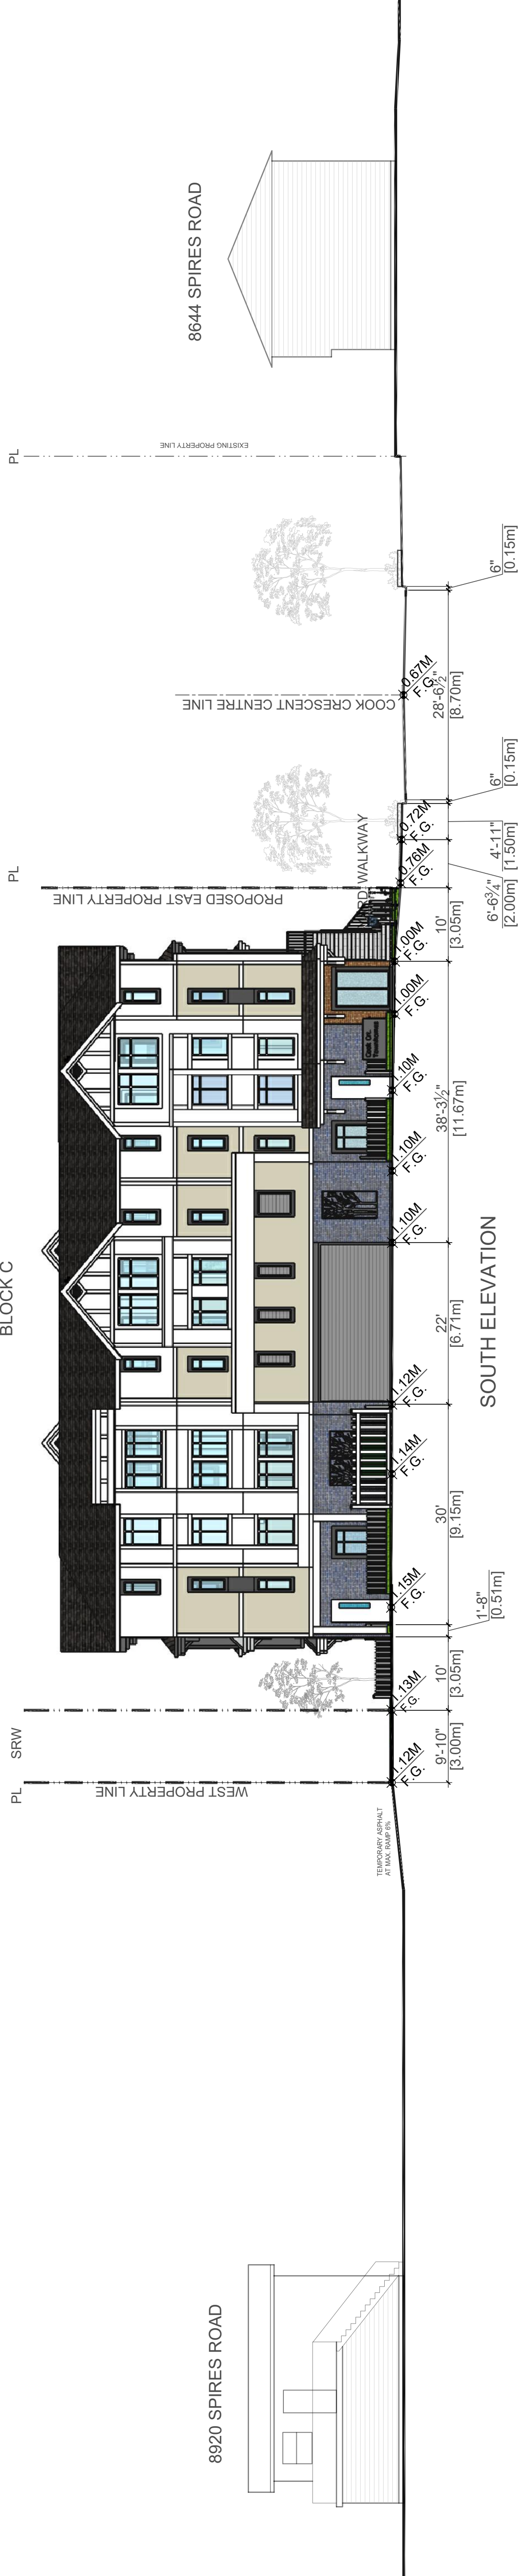 BLOCK C
8920 SPIRES ROAD
PL
SRW
PL
PL
8644 SPIRES ROAD
WEST PROPERTY LINE
PROPOSED EAST PROPERTY LINE
COOK CRESCENT CENTRE LINE
EXISTING PROPERTY LINE
WALKWAY
TEMPORARY ASPHALT
AT MAX. RAMP 6%
1.12M
F.G.
1.13M
F.G.
1.15M
F.G.
1.14M
F.G.
1.12M
F.G.
1.10M
F.G.
1.10M
F.G.
1.10M
F.G.
1.00M
F.G.
1.00M
F.G.
0.76M
F.G.
0.72M
F.G.
0.67M
F.G.
9'-10"
[3.00m]
10'
[3.05m]
1'-8"
[0.51m]
30'
[9.15m]
22'
[6.71m]
38'-3½"
[11.67m]
10'
[3.05m]
6'-6¾"
[2.00m]
4'-11"
[1.50m]
6"
[0.15m]
28'-6½"
[8.70m]
6"
[0.15m]
SOUTH ELEVATION